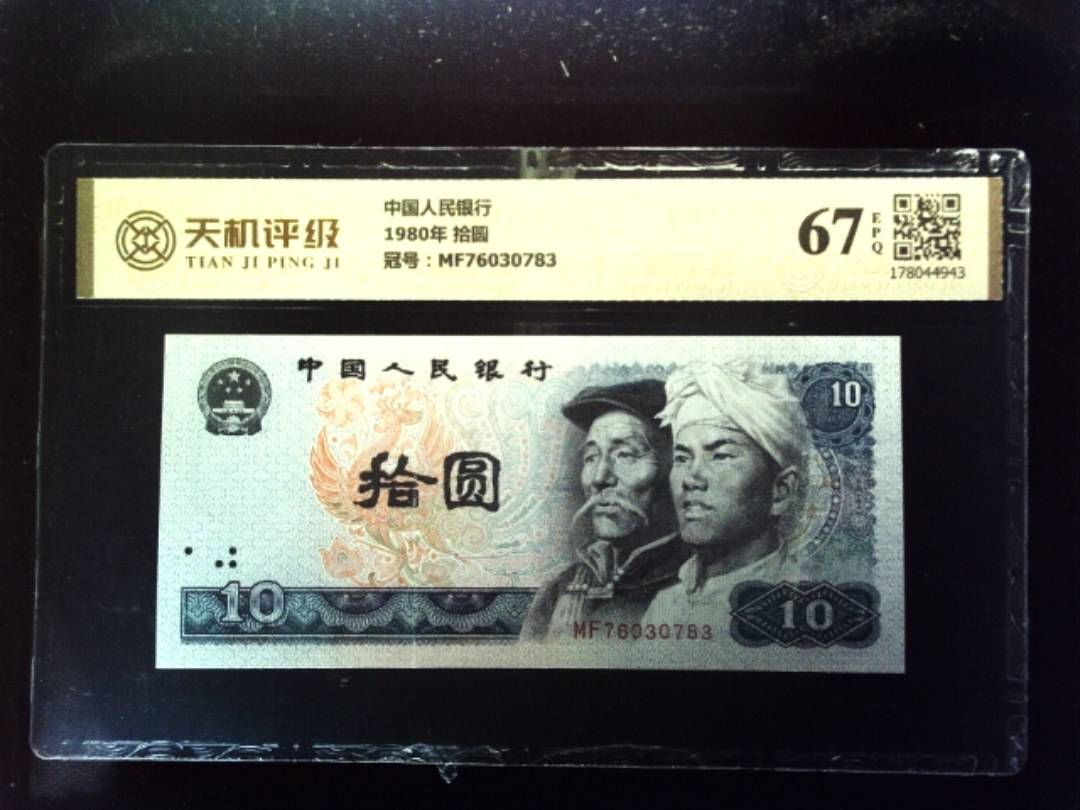 天机评级
TIAN JI PING JI
中国人民银行
1980年 拾圆
冠号：MF76030783
67
EPQ
178044943
中国人民银行
10
拾圆
10
MF76030783
10